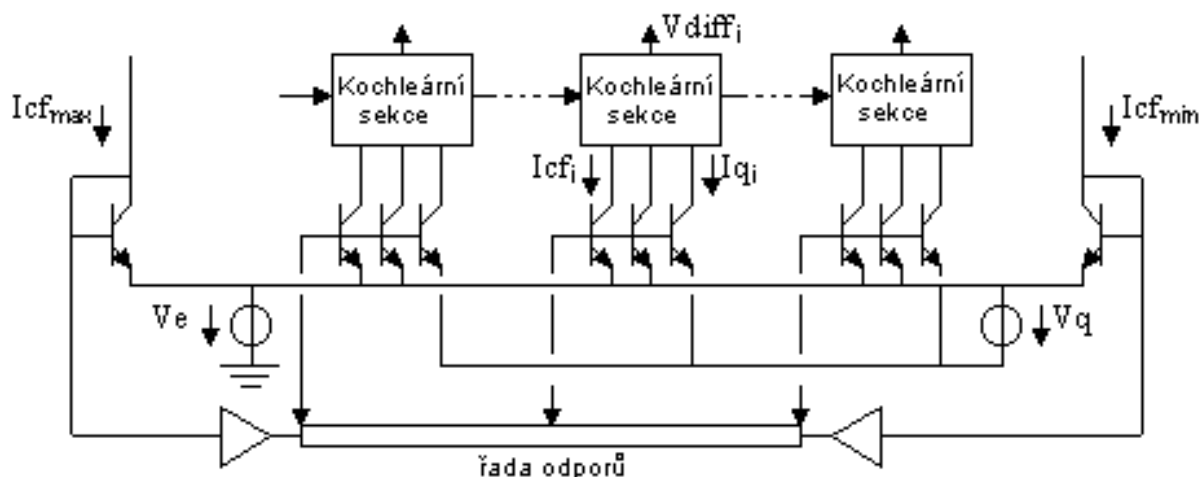 Vdiffi
Kochleární
sekce
Kochleární
sekce
Kochleární
sekce
Icfmax
Icfmin
Icfi
Iqi
Ve
Vq
řada odporů